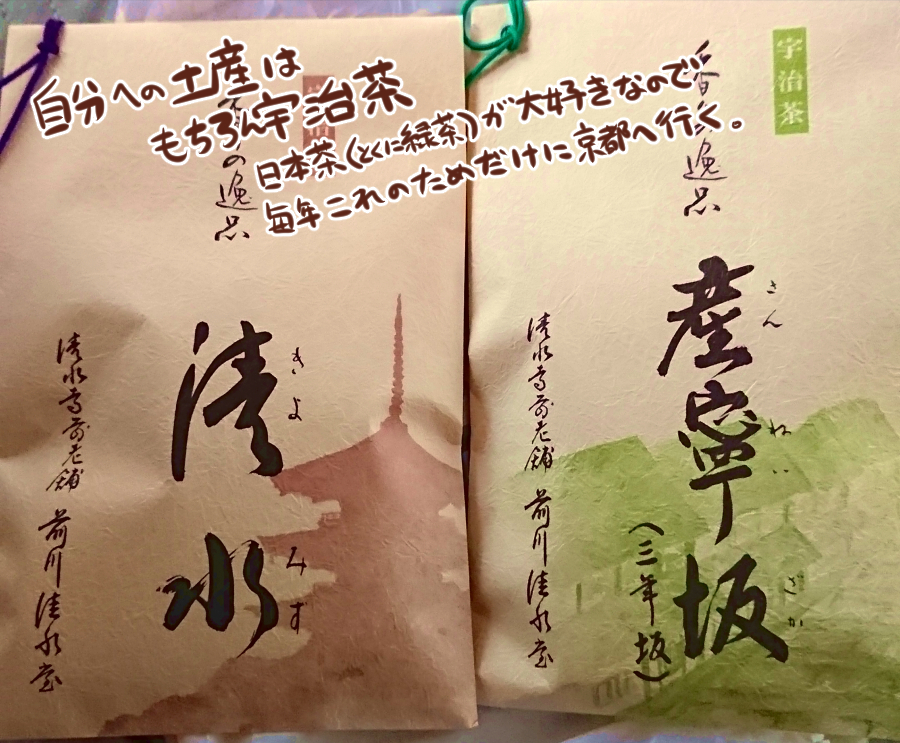 自分への土産は
もちろん宇治茶
日本茶(とくに緑茶)が大好きなので
毎年これのためだけに京都へ行く。
宇治茶
の逸品
逸品
産寧坂
さんねいざか
(三年坂)
清水寺前老舗 前川清水堂
清水
きよみず
清水寺前老舗 前川清水堂